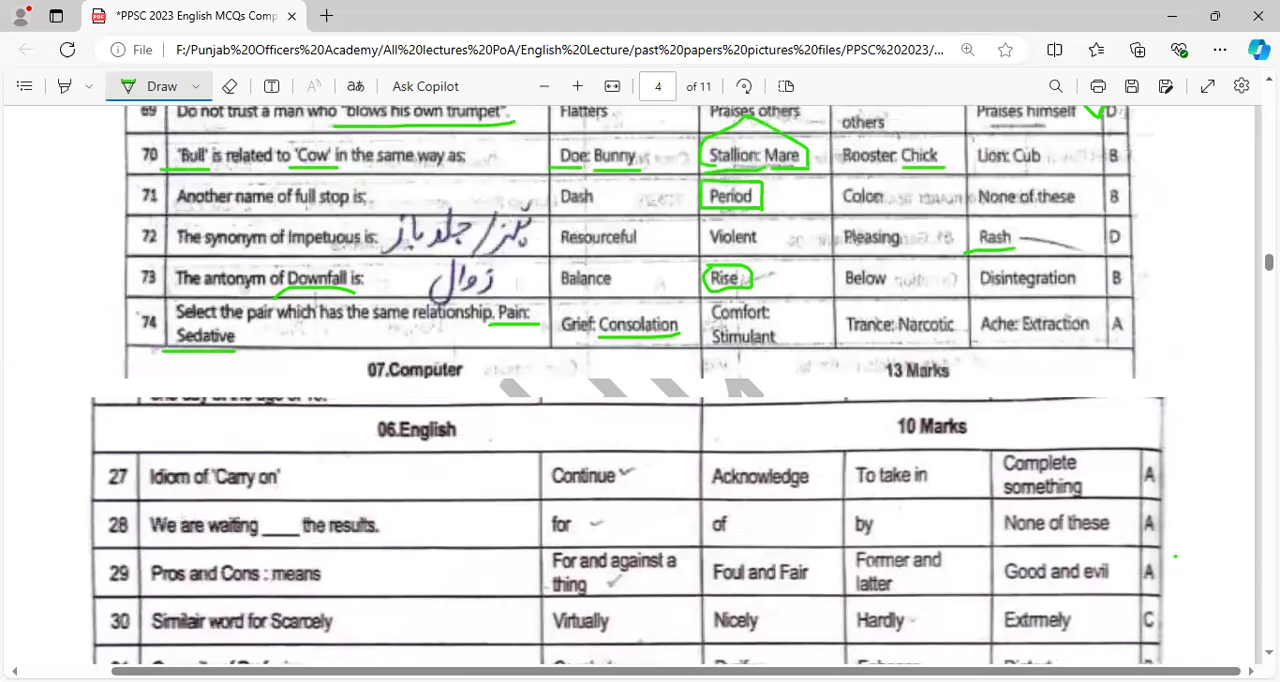 *PPSC 2023 English MCQs Comp
File F:/Punjab%20Officers%20Academy/All%20lectures%20PoA/English%20Lecture/past%20papers%20pictures%20files/PPSC%202023/...
Draw Ask Copilot 4 of 11
69 Do not trust a man who "blows his own trumpet". Flatters Praises others others Praises himself D
70 'Bull' is related to 'Cow' in the same way as: Doe: Bunny Stallion: Mare Rooster: Chick Lion: Cub B
71 Another name of full stop is; Dash Period Colon None of these B
72 The synonym of Impetuous is: جلد باز Resourceful Violent Pleasing Rash D
73 The antonym of Downfall is: زوال Balance Rise Below Disintegration B
74 Select the pair which has the same relationship. Pain: Sedative Grief: Consolation Comfort: Stimulant Trance: Narcotic Ache: Extraction A
07.Computer 13 Marks
06.English 10 Marks
27 Idiom of 'Carry on' Continue Acknowledge To take in Complete something A
28 We are waiting ____ the results. for of by None of these A
29 Pros and Cons : means For and against a thing Foul and Fair Former and latter Good and evil A
30 Similair word for Scarcely Virtually Nicely Hardly Extrmely C